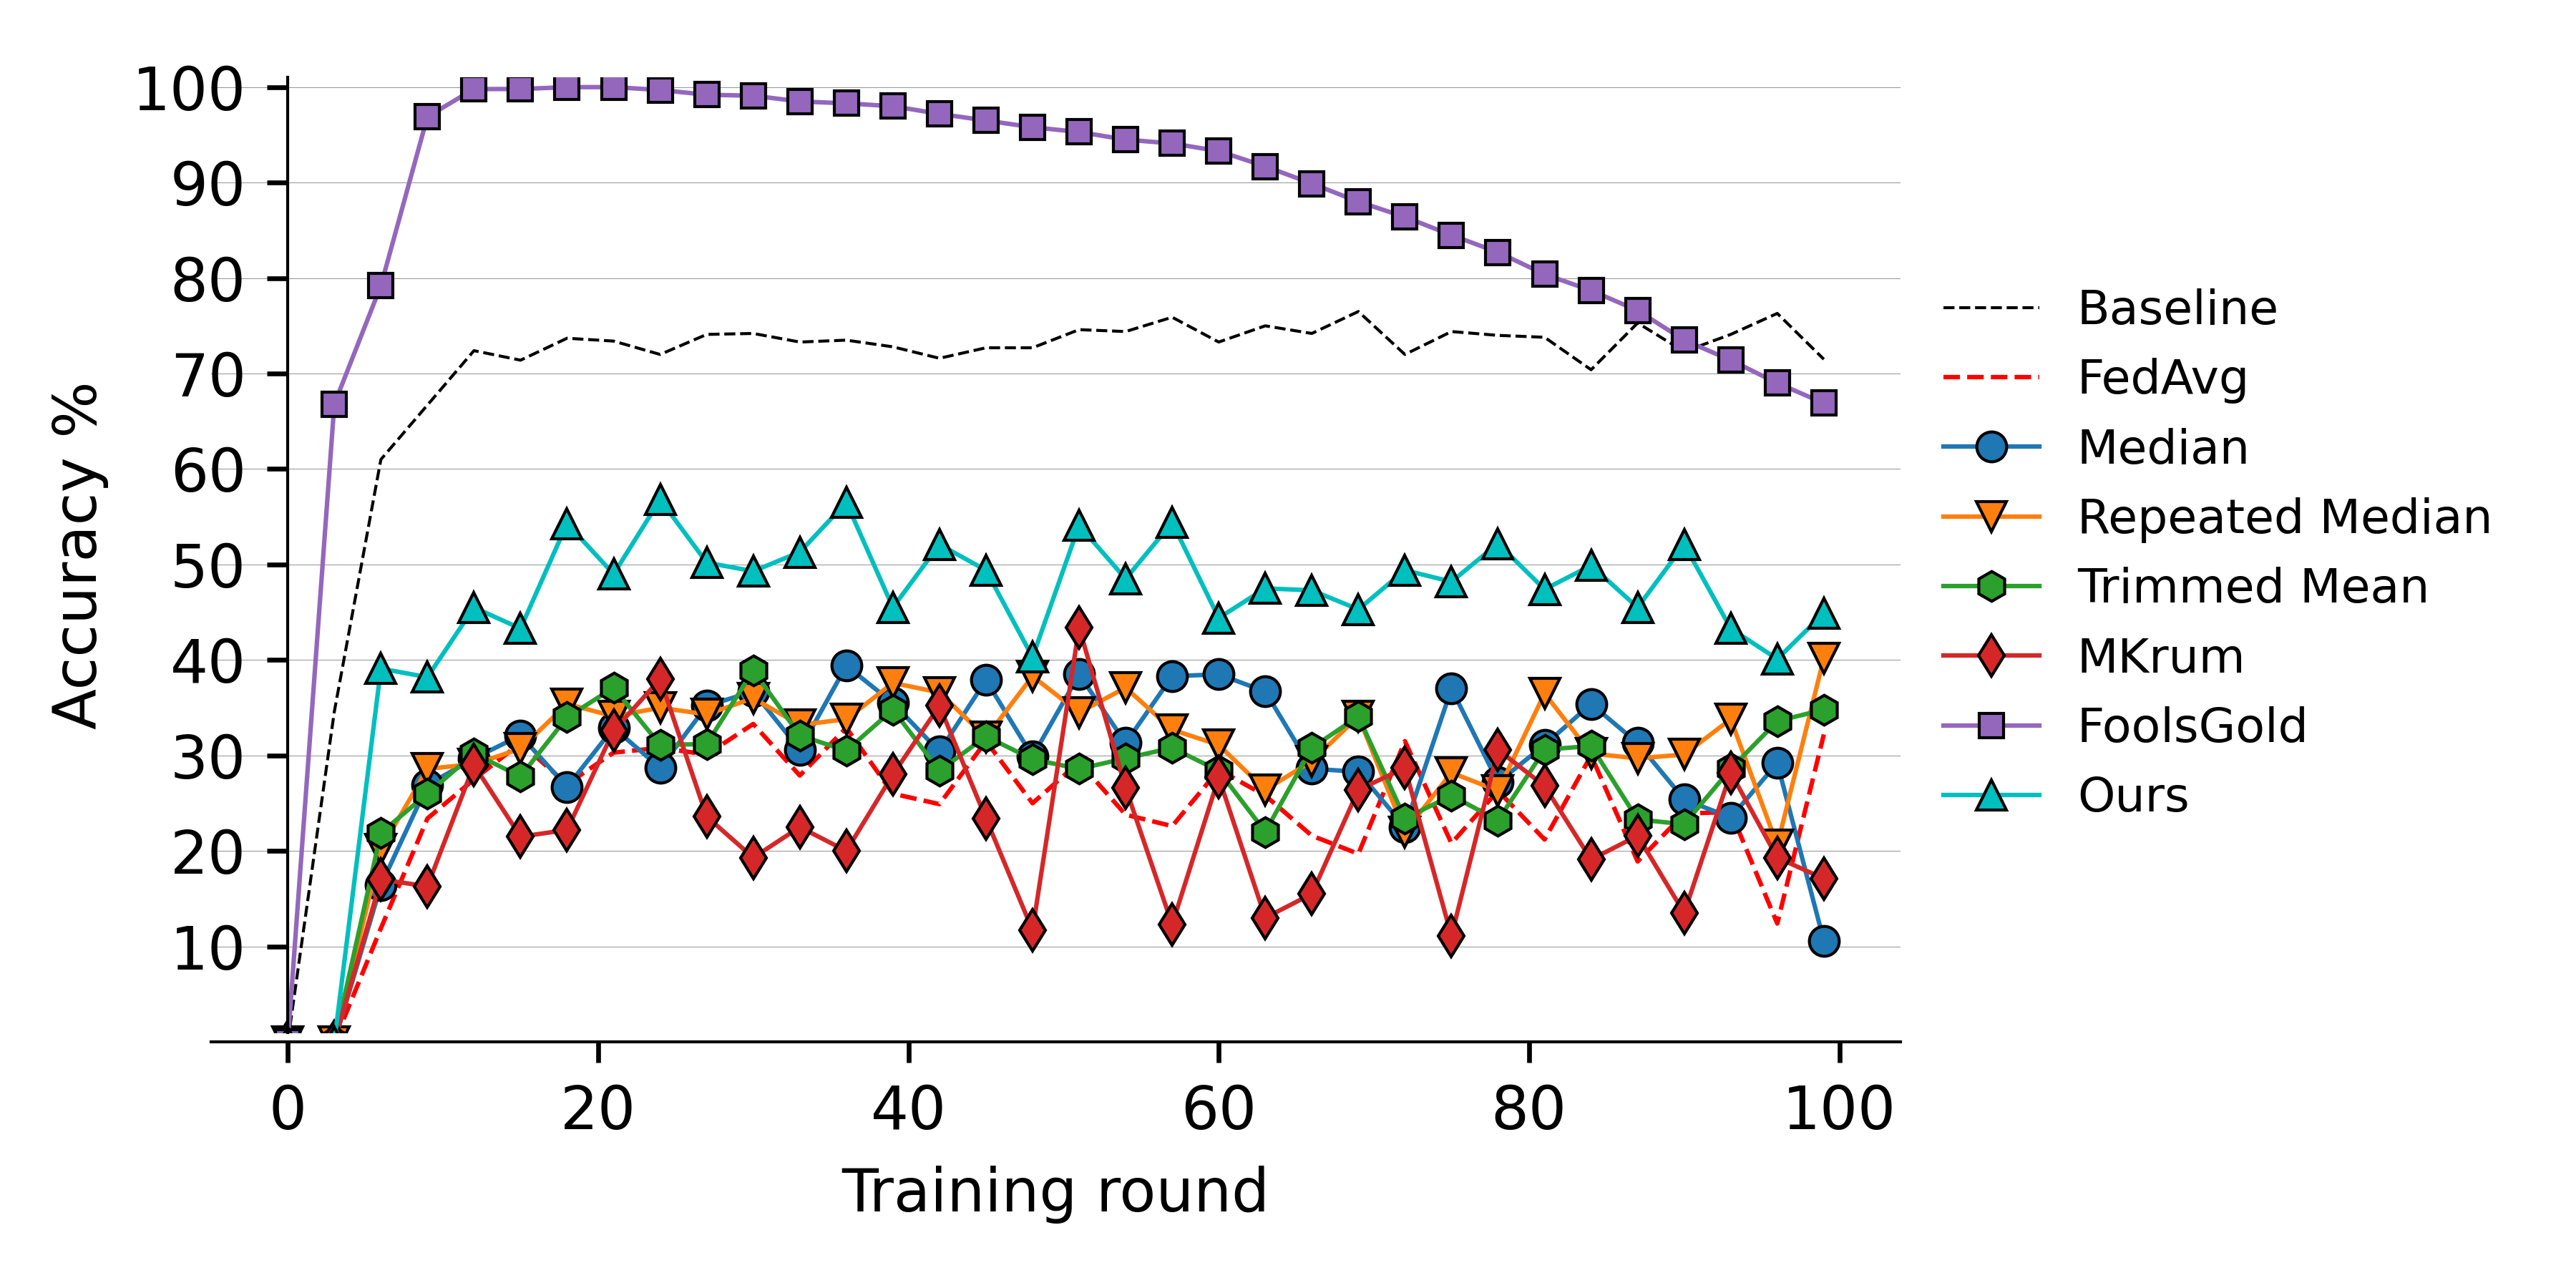 100
90
80
70
60
50
40
30
20
10
Accuracy %
0 20 40 60 80 100
Training round
Baseline
FedAvg
Median
Repeated Median
Trimmed Mean
MKrum
FoolsGold
Ours